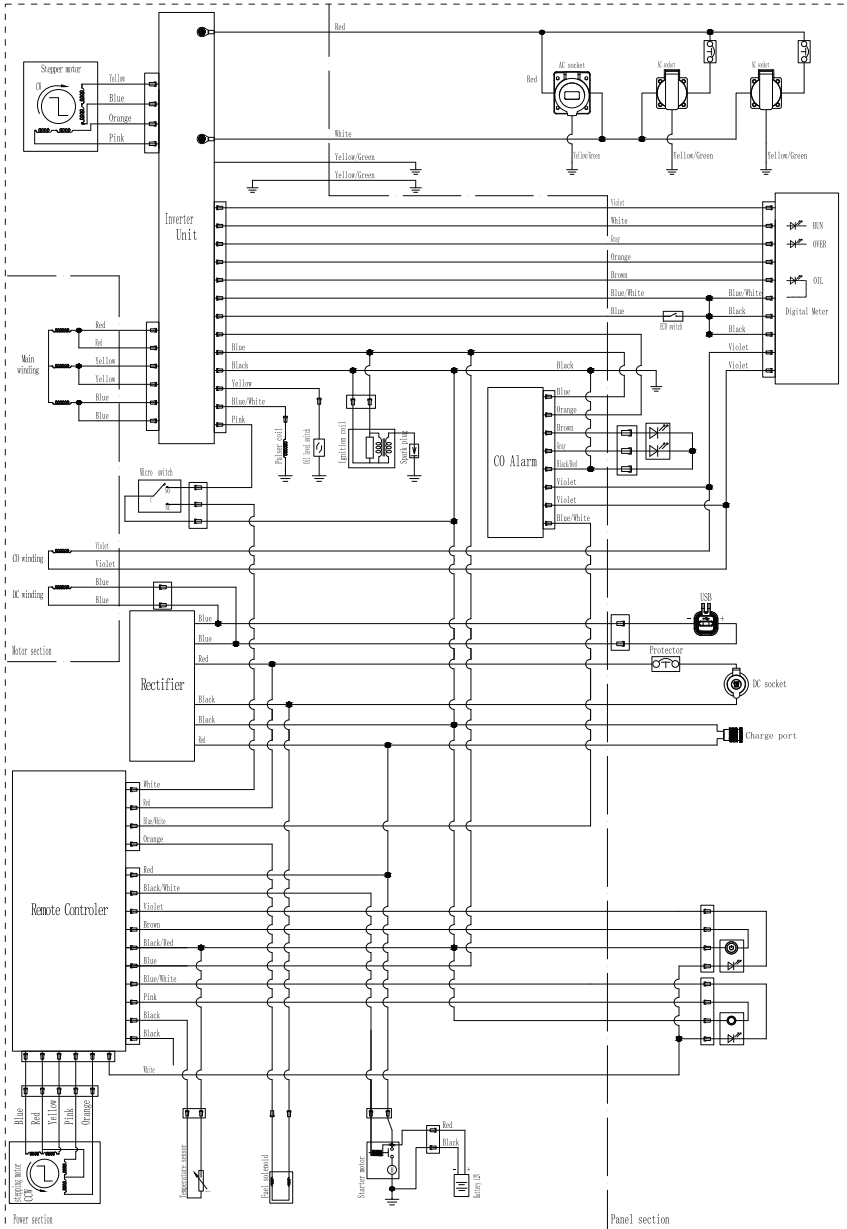 Red
Stepper motor
CW
Yellow
Blue
Orange
Pink
AC socket
AC socket
AC socket
Red
White
Yellow/Green
Yellow/Green
Yellow/Green
Yellow/Green
Yellow/Green
Inverter
Unit
Violet
White
Gray
Orange
Brown
Blue/White
Blue
ECO switch
Blue/White
Black
Black
Violet
Violet
RUN
OVER
OIL
Digital Meter
Main
winding
Red
Red
Yellow
Yellow
Blue
Blue
Blue
Black
Yellow
Blue/White
Pink
Black
Pulser coil
Oil level switch
Ignition coil
Spark plug
CO Alarm
Blue
Orange
Brown
Gray
Black/Red
Violet
Violet
Blue/White
Micro switch
NO
NC
CO winding
Violet
Violet
DC winding
Blue
Blue
Motor section
Rectifier
Blue
Blue
Red
Black
Black
Red
USB
- +
Protector
DC socket
Charge port
Remote Controler
White
Red
Blue/White
Orange
Red
Black/White
Violet
Brown
Black/Red
Blue
Blue/White
Pink
Black
Black
White
Blue
Red
Yellow
Pink
Orange
stepping motor
CCW
Temperature sensor
Fuel solenoid
Starter motor
Red
Black
- +
Battery 12V
Power section
Panel section